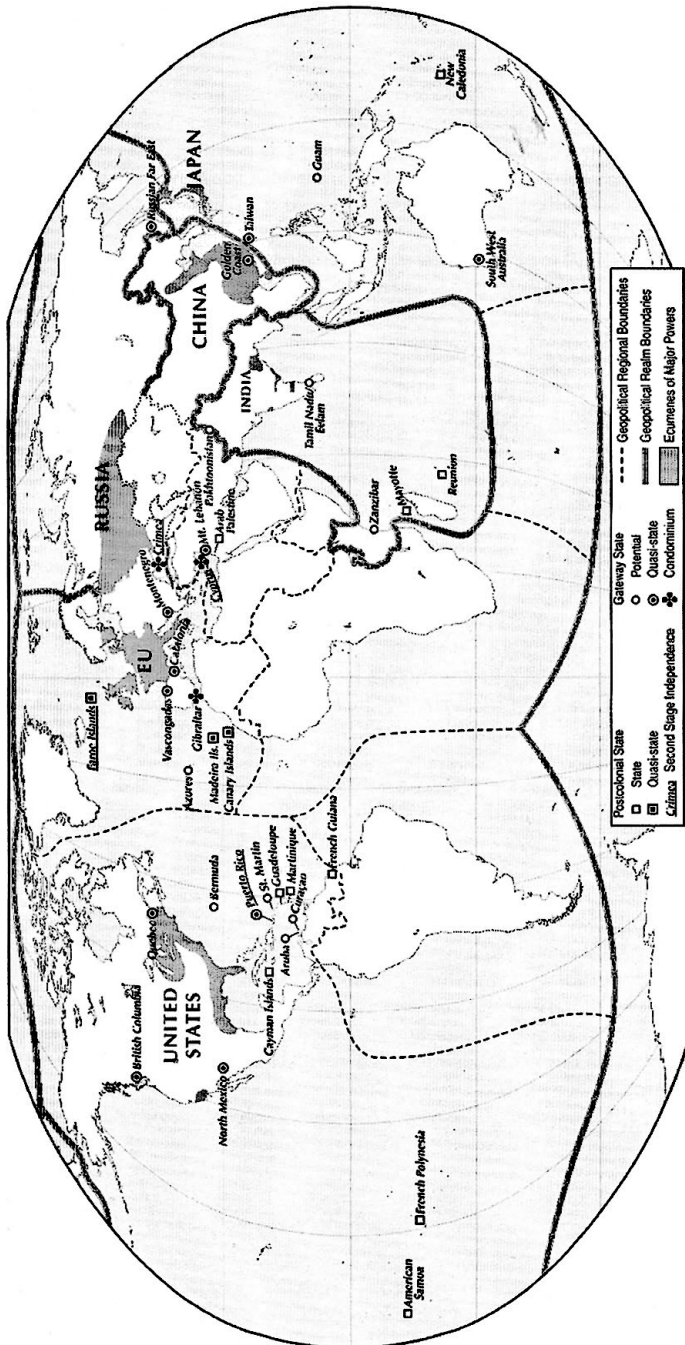 British Columbia
UNITED
STATES
Quebec
North Mexico
Bermuda
Puerto Rico
St. Martin
Guadeloupe
Martinique
Curaçao
Aruba
Cayman Islands
French Guiana
French Polynesia
American
Samoa
Faroe Islands
Azores
Madeira Ils.
Canary Islands
Gibraltar
Vascongadas
Catalonia
EU
Montenegro
Crimea
Cyprus
Mt. Lebanon
Arab
Palestine
RUSSIA
Pakhtoonistan
INDIA
Tamil Nadu/
Eelam
Zanzibar
Mayotte
Reunion
CHINA
Golden
Coast
Taiwan
Russian Far East
JAPAN
Guam
South West
Australia
New
Caledonia
Postcolonial State
State
Quasi-state
Crimea Second Stage Independence
Gateway State
Potential
Quasi-state
Condominium
Geopolitical Regional Boundaries
Geopolitical Realm Boundaries
Ecumenes of Major Powers